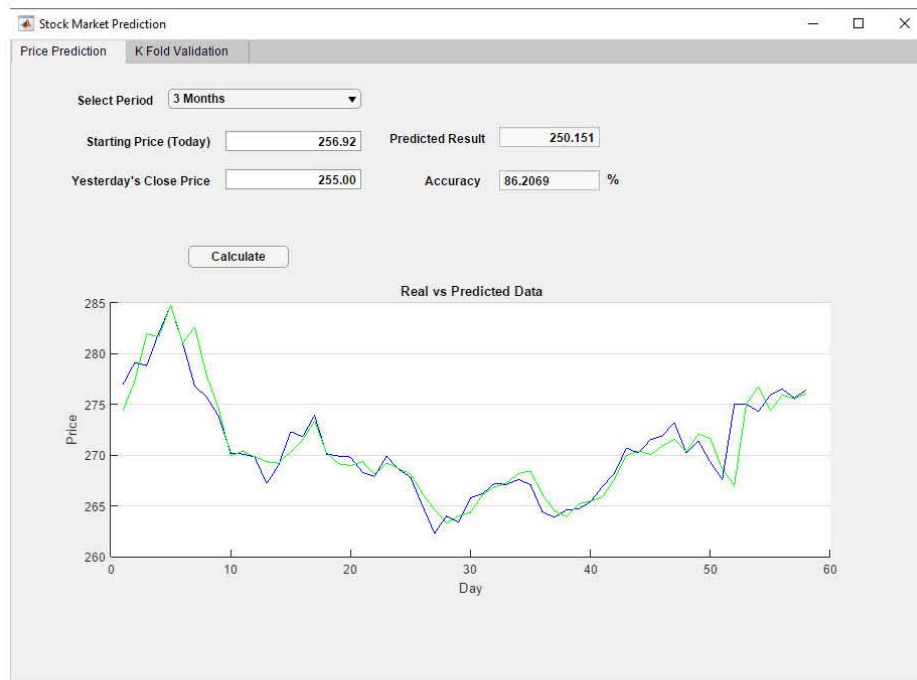 Stock Market Prediction
Price Prediction K Fold Validation
Select Period 3 Months
Starting Price (Today) 256.92 Predicted Result 250.151
Yesterday's Close Price 255.00 Accuracy 86.2069 %
Calculate
Real vs Predicted Data
285
280
275
270
265
260
Price
0 10 20 30 40 50 60
Day